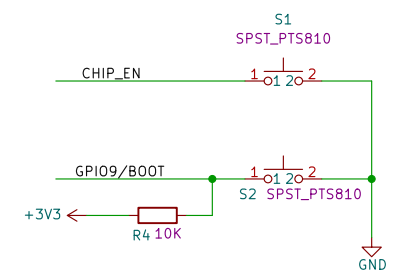 S1
SPST_PTS810
CHIP_EN
1 1 2 2
GPIO9/BOOT
1 1 2 2
S2 SPST_PTS810
+3V3
R4 10K
GND